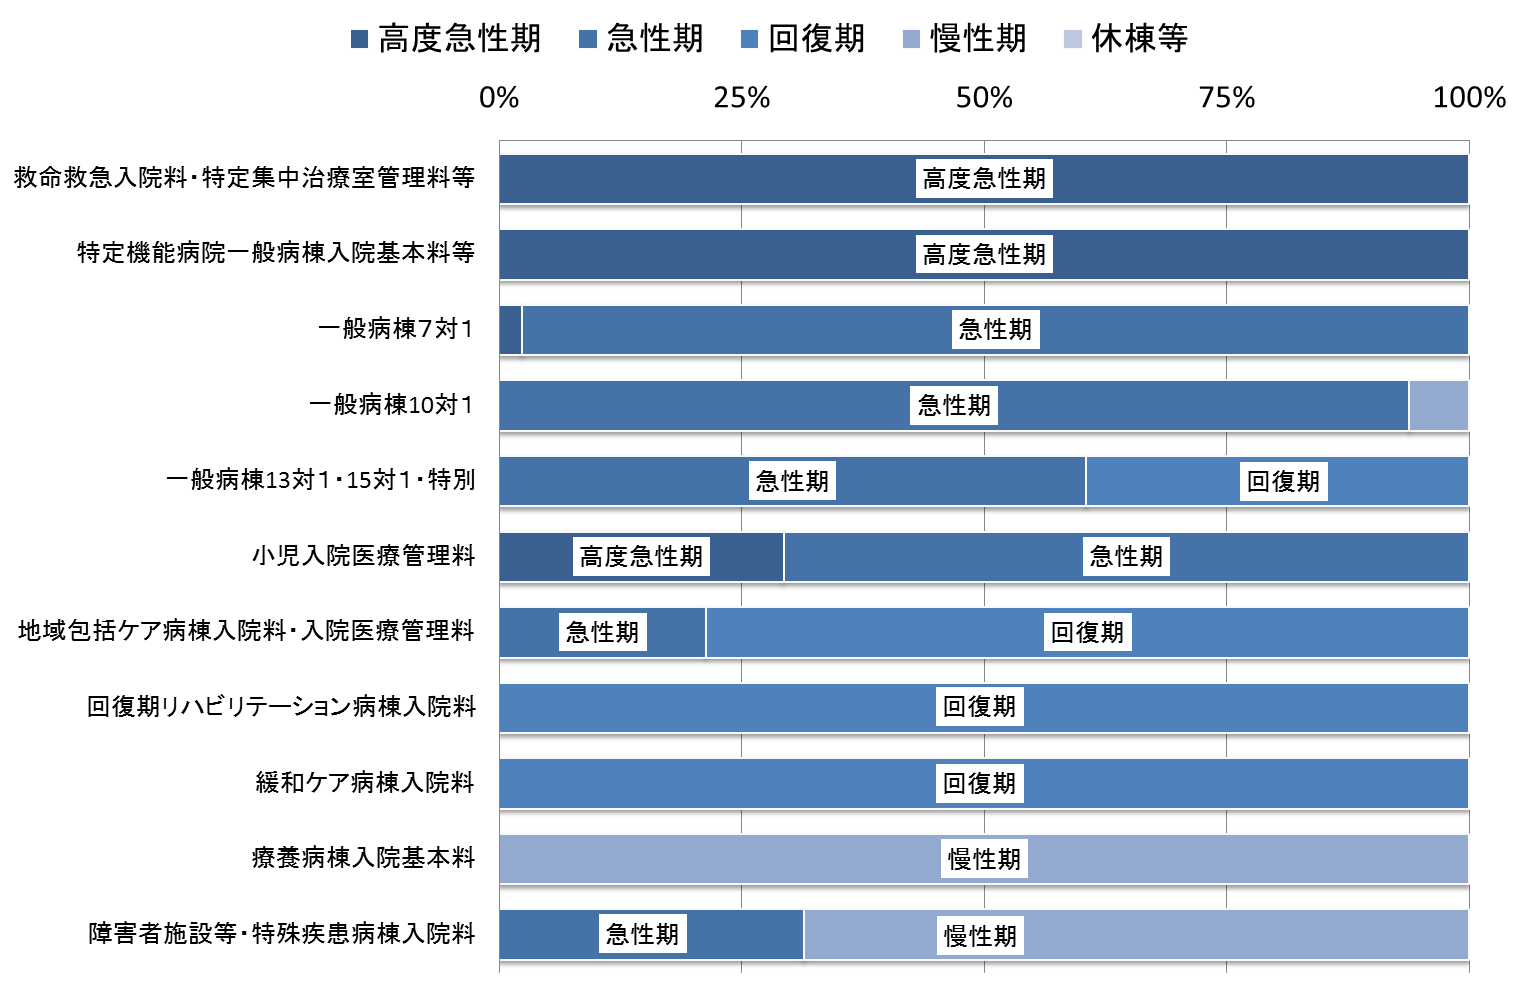 高度急性期 急性期 回復期 慢性期 休棟等
0% 25% 50% 75% 100%
救命救急入院料・特定集中治療室管理料等 高度急性期
特定機能病院一般病棟入院基本料等 高度急性期
一般病棟7対1 急性期
一般病棟10対1 急性期
一般病棟13対1・15対1・特別 急性期 回復期
小児入院医療管理料 高度急性期 急性期
地域包括ケア病棟入院料・入院医療管理料 急性期 回復期
回復期リハビリテーション病棟入院料 回復期
緩和ケア病棟入院料 回復期
療養病棟入院基本料 慢性期
障害者施設等・特殊疾患病棟入院料 急性期 慢性期